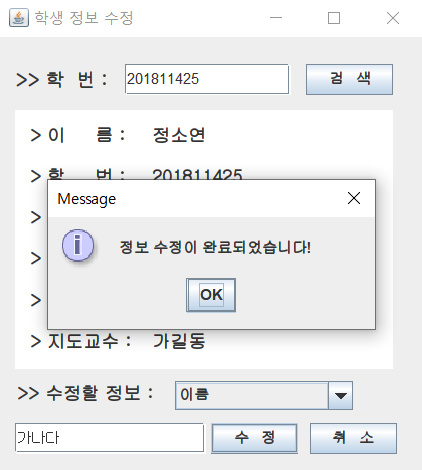 학생 정보 수정
>> 학 번 : 201811425 검 색
> 이 름 : 정소연
> 학 번 : 201811425
Message
>
정보 수정이 완료되었습니다!
>
OK
>
> 지도교수 : 가길동
>> 수정할 정보 : 이름
가나다 수 정 취 소